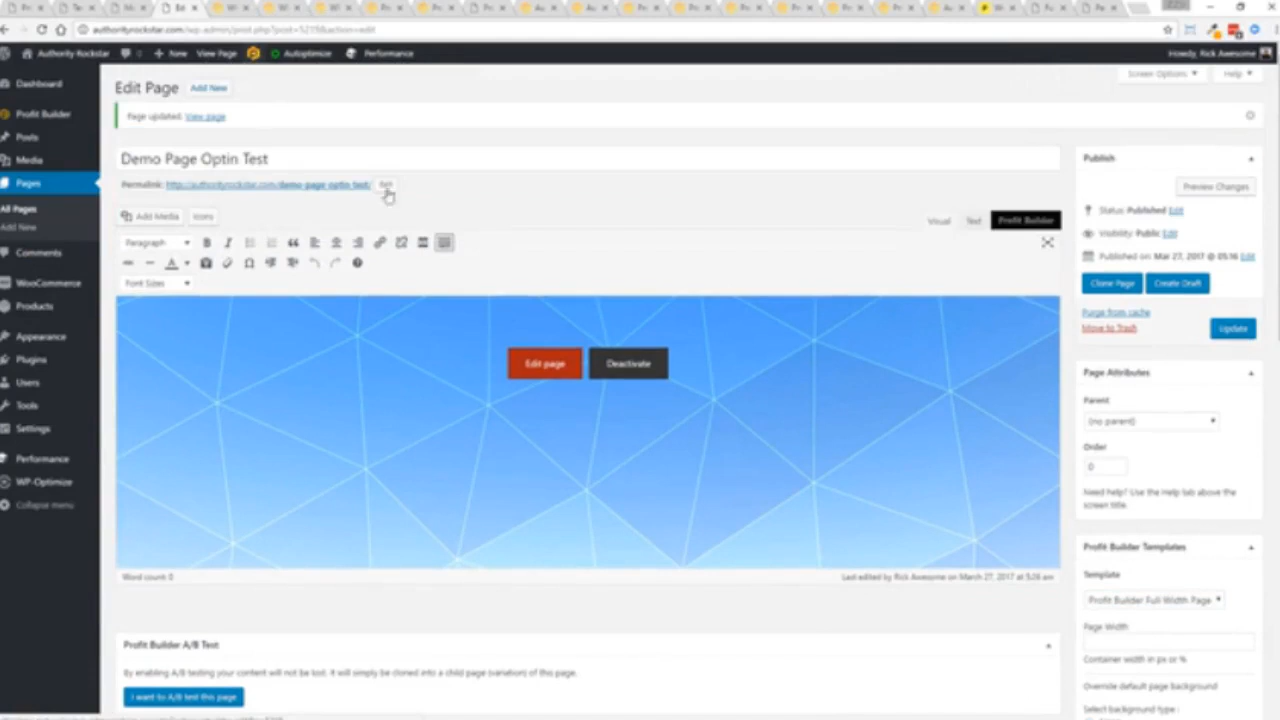 authorityrockstar.com/wp-admin/post.php?post=5215&action=edit
Authority Rockstar
New
View Page
Autoptimize
Performance
Howdy, Rick Awesome
Dashboard
Profit Builder
Posts
Media
Pages
All Pages
Add New
Comments
WooCommerce
Products
Appearance
Plugins
Users
Tools
Settings
Performance
WP-Optimize
Collapse menu
Edit Page
Add New
Screen Options
Help
Page updated. View page
Demo Page Optin Test
Permalink: http://authorityrockstar.com/demo-page-optin-test/
Edit
Add Media
Icons
Visual
Text
Profit Builder
Paragraph
Font Sizes
Edit page
Deactivate
Word count: 0
Last edited by Rick Awesome on March 27, 2017 at 5:26 am
Profit Builder A/B Test
By enabling A/B testing your content will not be lost. It will simply be cloned into a child page (variation) of this page.
I want to A/B test this page
Publish
Preview Changes
Status: Published Edit
Visibility: Public Edit
Published on: Mar 27, 2017 @ 05:16 Edit
Clone Page
Create Draft
Purge from cache
Move to Trash
Update
Page Attributes
Parent
(no parent)
Order
0
Need help? Use the Help tab above the
screen title.
Profit Builder Templates
Template
Profit Builder Full Width Page
Page Width
Container width in px or %
Override default page background
Select background type :